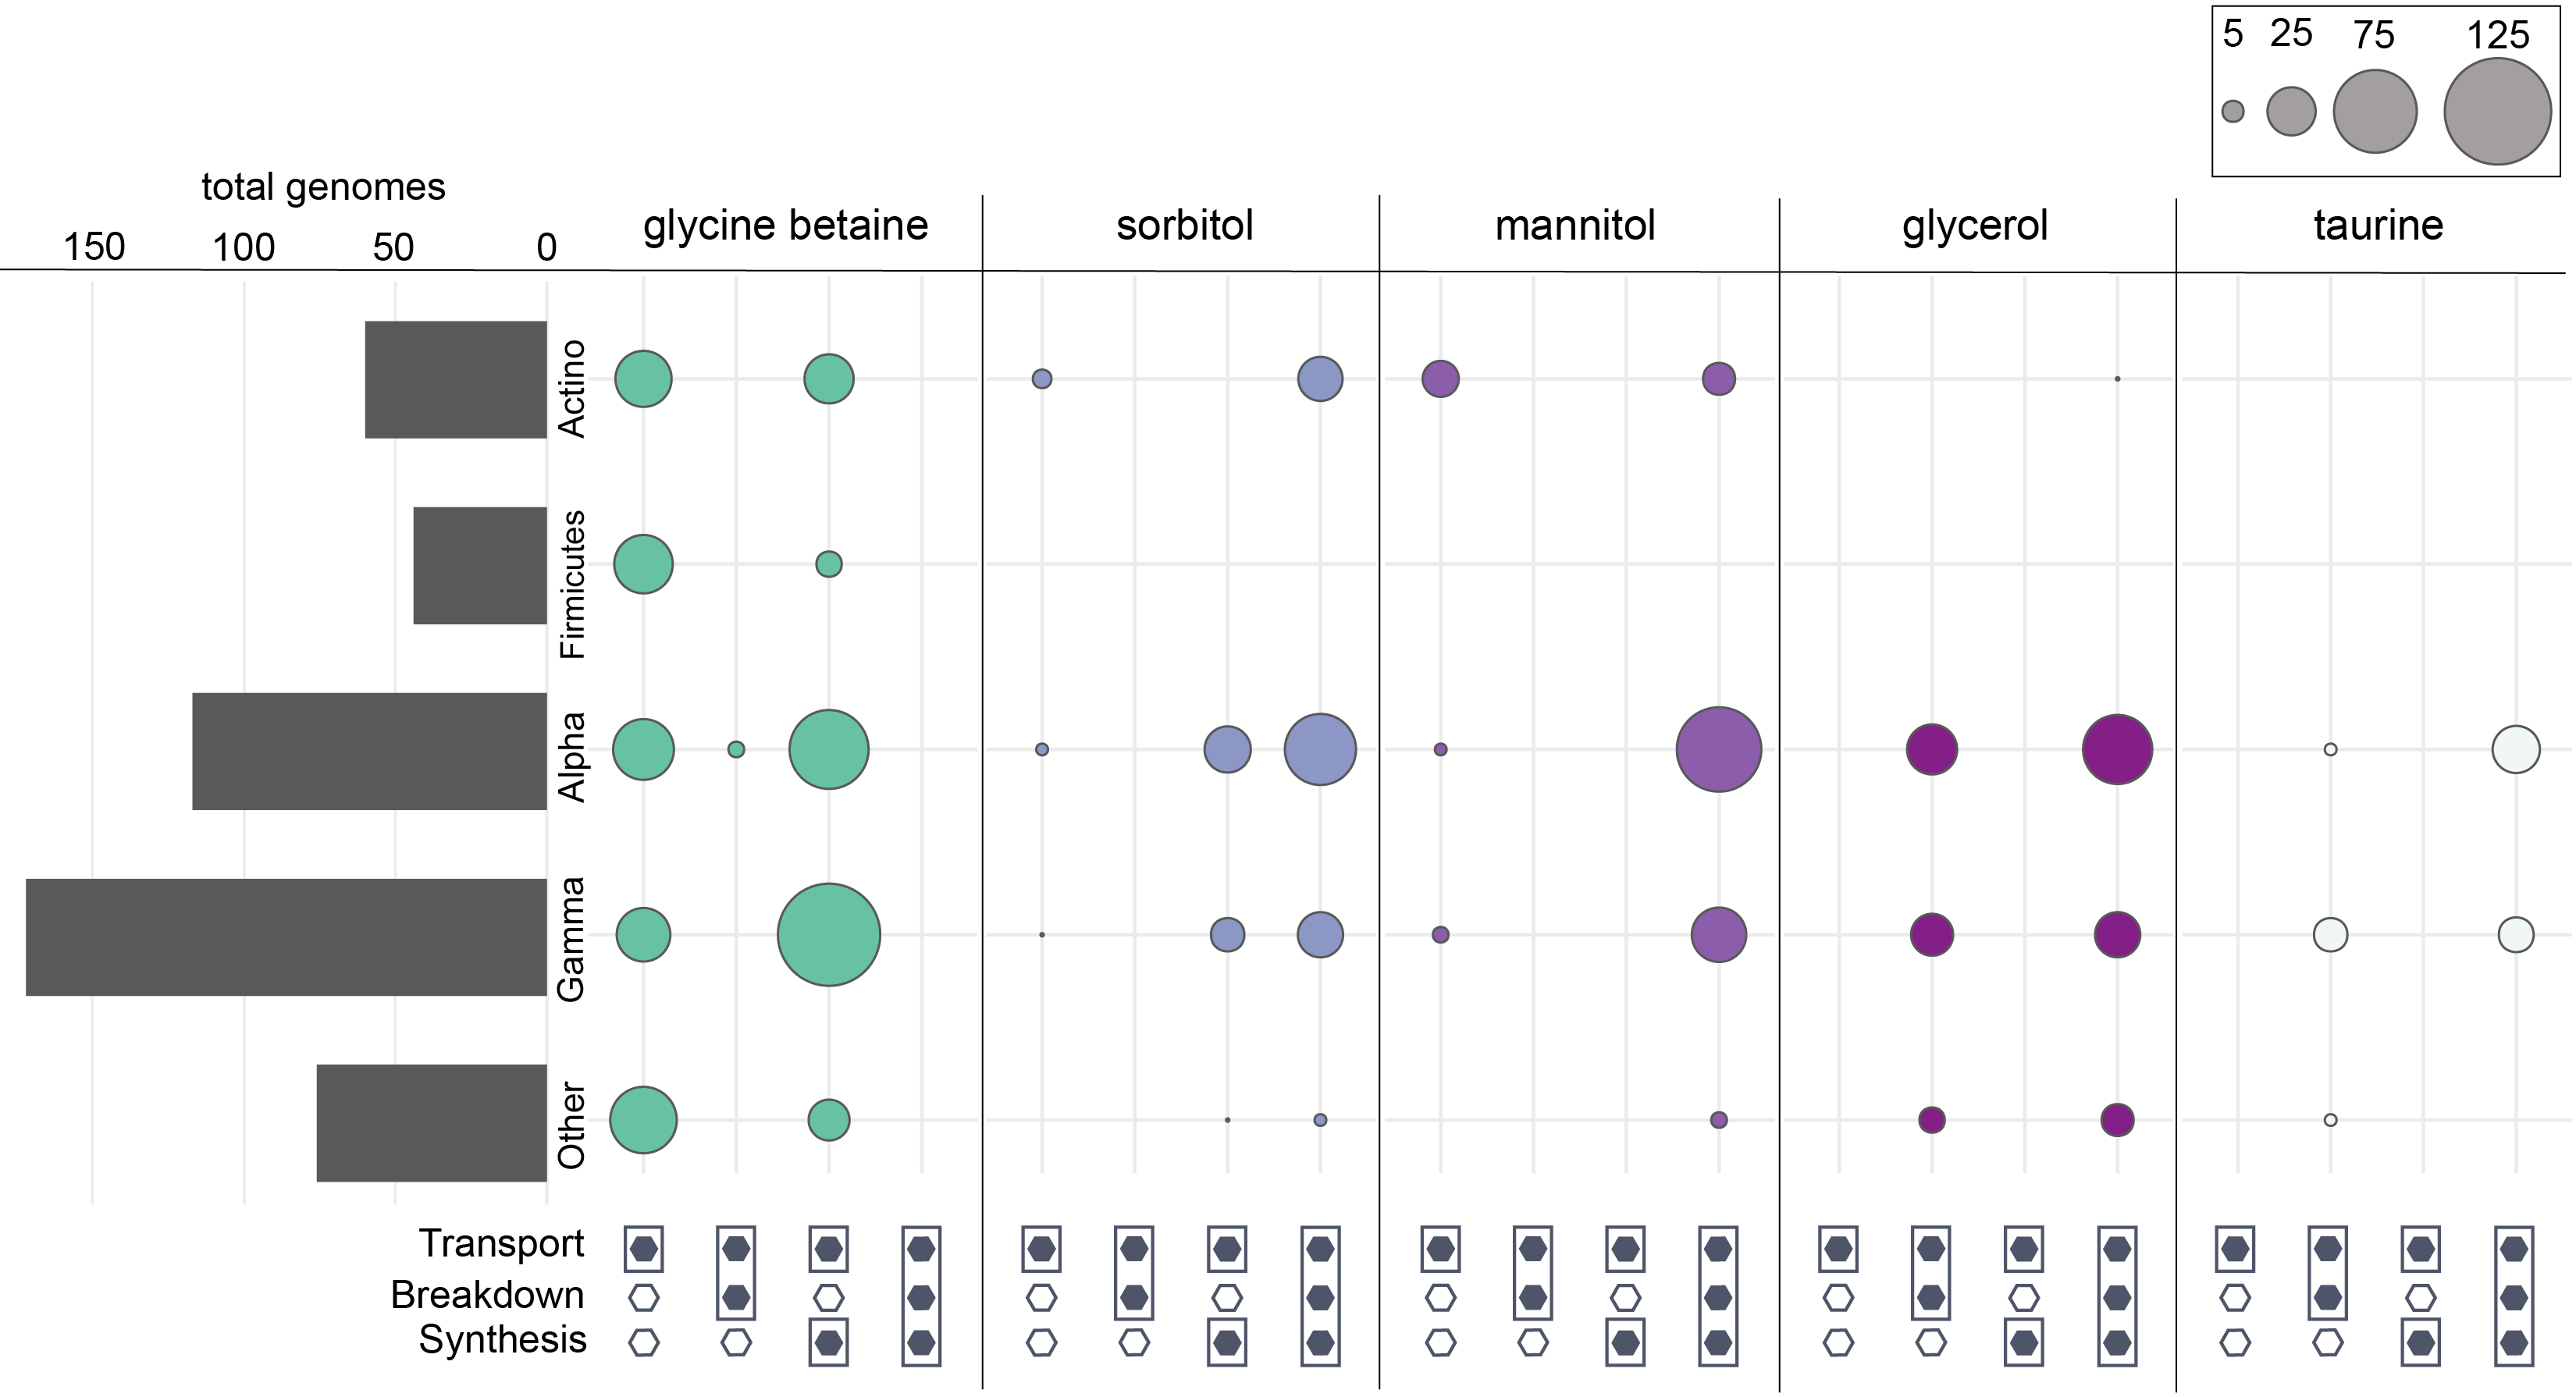 5 25 75 125
total genomes
150 100 50 0
glycine betaine
sorbitol
mannitol
glycerol
taurine
Actino
Firmicutes
Alpha
Gamma
Other
Transport
Breakdown
Synthesis